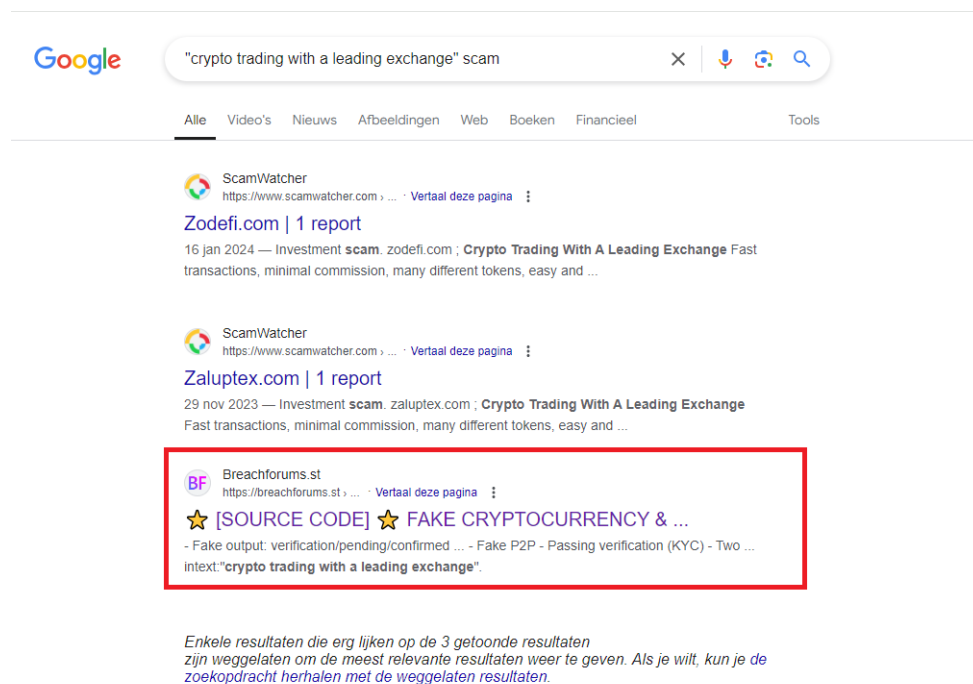 Google
"crypto trading with a leading exchange" scam
Alle Video's Nieuws Afbeeldingen Web Boeken Financieel Tools
ScamWatcher
https://www.scamwatcher.com › ... · Vertaal deze pagina
Zodefi.com | 1 report
16 jan 2024 — Investment scam. zodefi.com ; Crypto Trading With A Leading Exchange Fast
transactions, minimal commission, many different tokens, easy and ...
ScamWatcher
https://www.scamwatcher.com › ... · Vertaal deze pagina
Zaluptex.com | 1 report
29 nov 2023 — Investment scam. zaluptex.com ; Crypto Trading With A Leading Exchange
Fast transactions, minimal commission, many different tokens, easy and ...
BF
Breachforums.st
https://breachforums.st › ... · Vertaal deze pagina
⭐ [SOURCE CODE] ⭐ FAKE CRYPTOCURRENCY & ...
- Fake output: verification/pending/confirmed ... - Fake P2P - Passing verification (KYC) - Two ...
intext:"crypto trading with a leading exchange".
Enkele resultaten die erg lijken op de 3 getoonde resultaten
zijn weggelaten om de meest relevante resultaten weer te geven. Als je wilt, kun je de
zoekopdracht herhalen met de weggelaten resultaten.